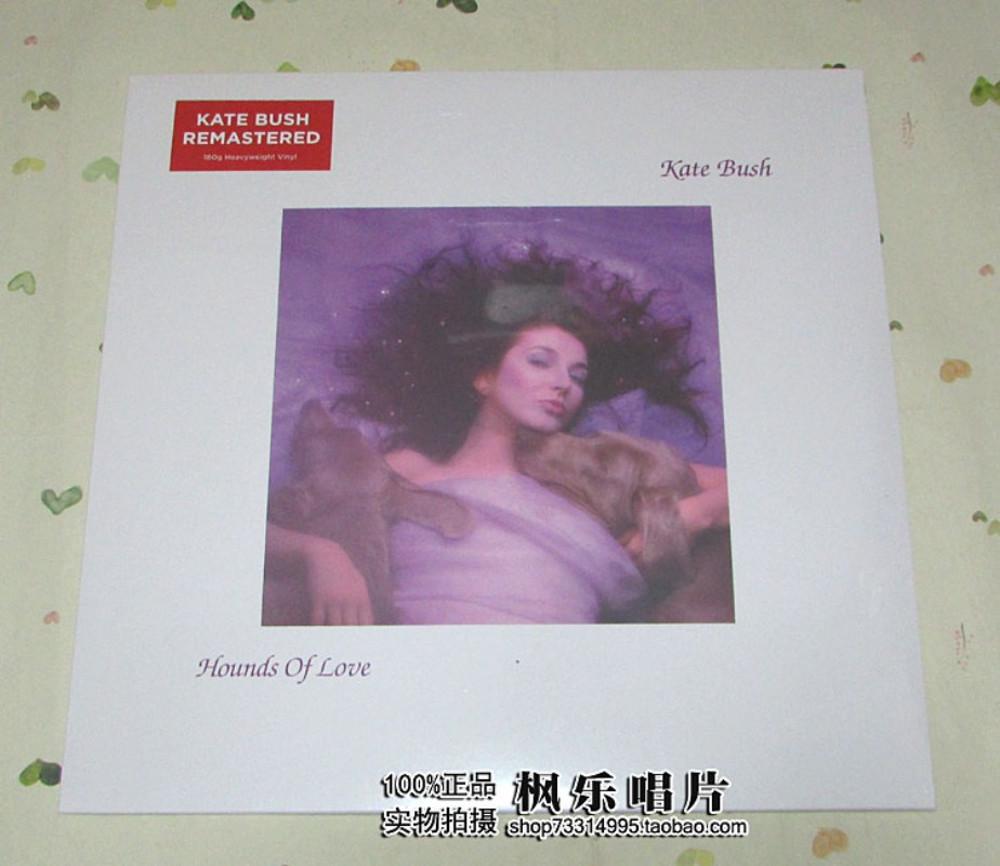 KATE BUSH
REMASTERED
180g Heavyweight Vinyl
Kate Bush
Hounds Of Love
100%正品 枫乐唱片
实物拍摄 shop73314995.taobao.com